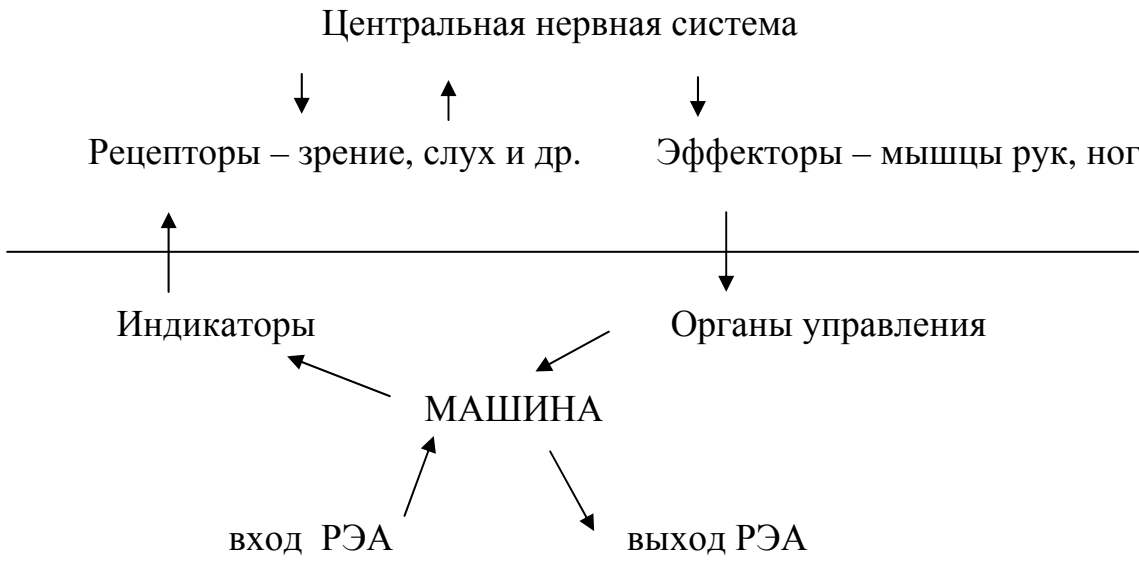 Центральная нервная система
Рецепторы – зрение, слух и др. Эффекторы – мышцы рук, ног
Индикаторы Органы управления
МАШИНА
вход РЭА выход РЭА